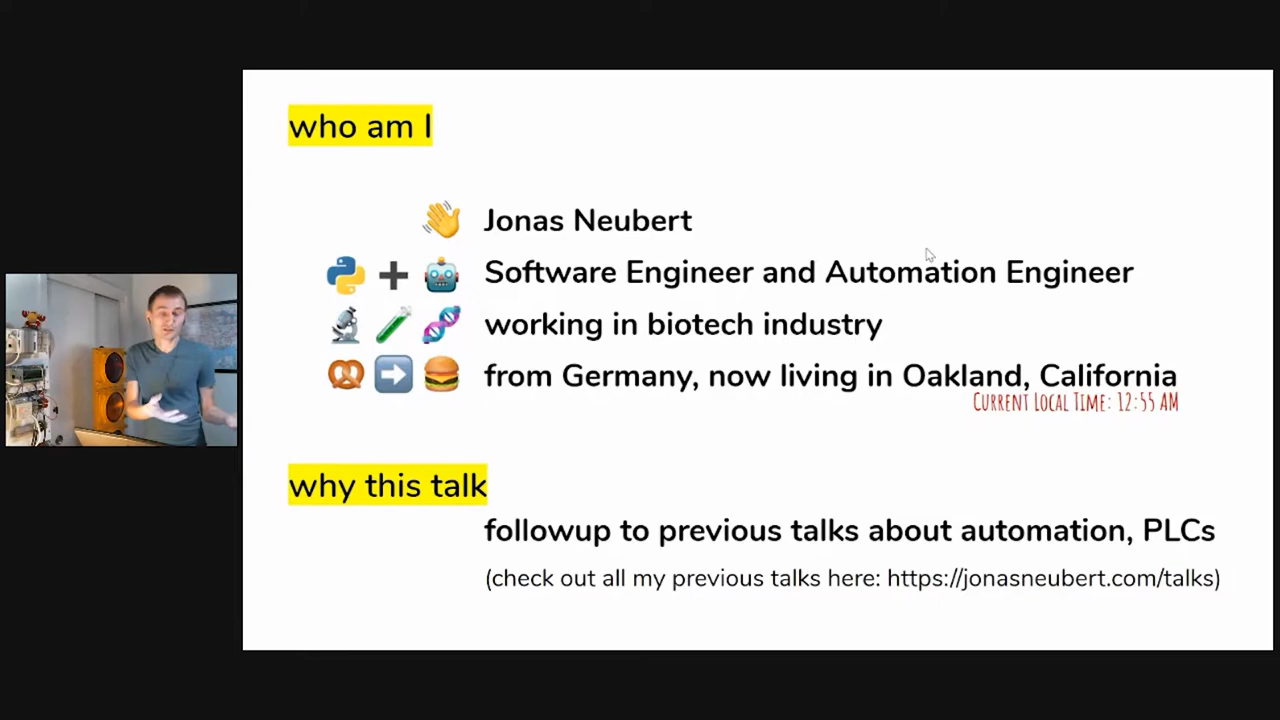 who am I
Jonas Neubert
Software Engineer and Automation Engineer
working in biotech industry
from Germany, now living in Oakland, California
Current Local Time: 12:55 AM
why this talk
followup to previous talks about automation, PLCs
(check out all my previous talks here: https://jonasneubert.com/talks)